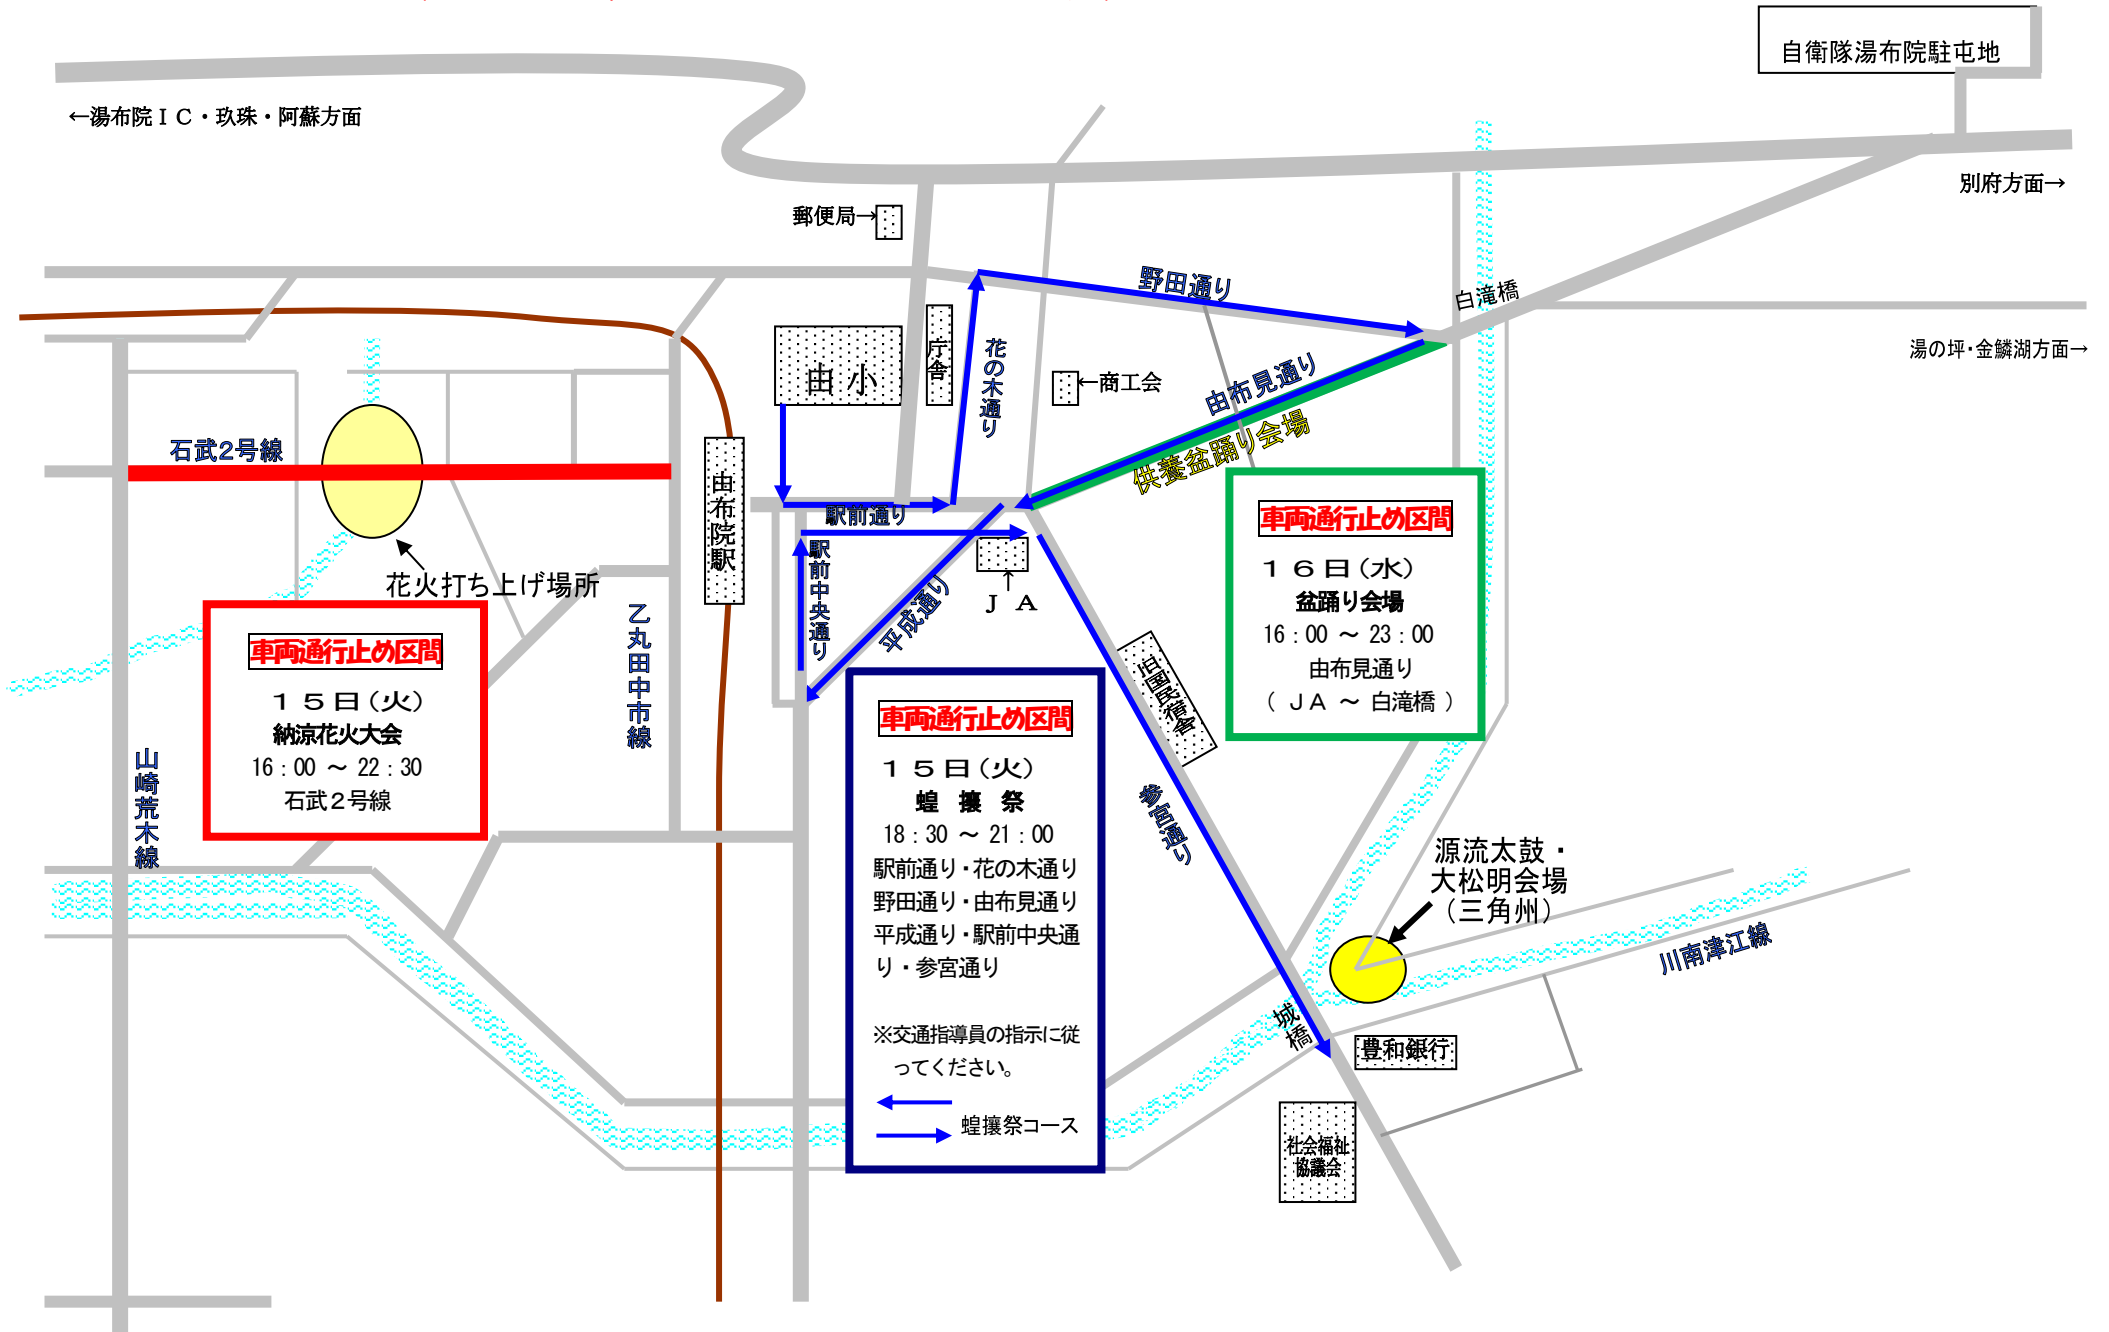 自衛隊湯布院駐屯地
←湯布院ＩＣ・玖珠・阿蘇方面
別府方面→
郵便局→
野田通り
白滝橋
湯の坪・金鱗湖方面→
庁舎
花の木通り
由小
←商工会
由布見通り
供養盆踊り会場
石武２号線
由布院駅
駅前通り
駅前中央通り
平成通り
ＪＡ
↑
花火打ち上げ場所
乙丸田中市線
山崎荒木線
旧国民宿舎
参宮通り
車両通行止め区間
１５日（火）
納涼花火大会
16：00 ～ 22：30
石武２号線
車両通行止め区間
１５日（火）
蝗 攘 祭
18：30 ～ 21：00
駅前通り・花の木通り
野田通り・由布見通り
平成通り・駅前中央通
り・参宮通り
※交通指導員の指示に従
ってください。
蝗攘祭コース
車両通行止め区間
１６日（水）
盆踊り会場
16：00 ～ 23：00
由布見通り
（ ＪＡ ～ 白滝橋 ）
源流太鼓・
大松明会場
（三角州）
川南津江線
城橋
豊和銀行
社会福祉
協議会